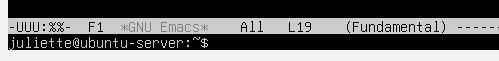 -UUU:%%-  F1  *GNU Emacs*    All   L19    (Fundamental) ------
juliette@ubuntu-server:~$